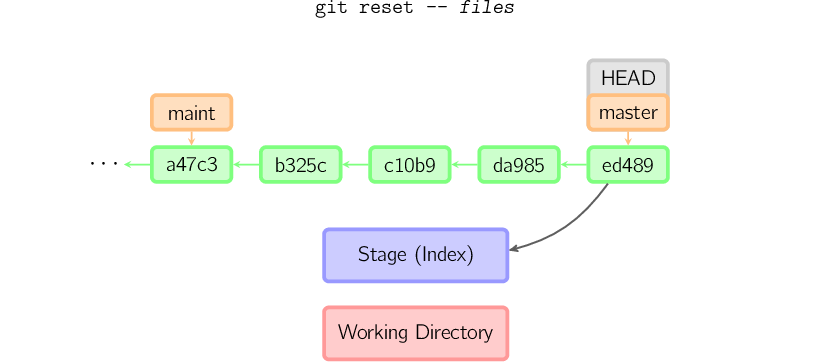 git reset -- files
HEAD
maint
master
... a47c3 b325c c10b9 da985 ed489
Stage (Index)
Working Directory